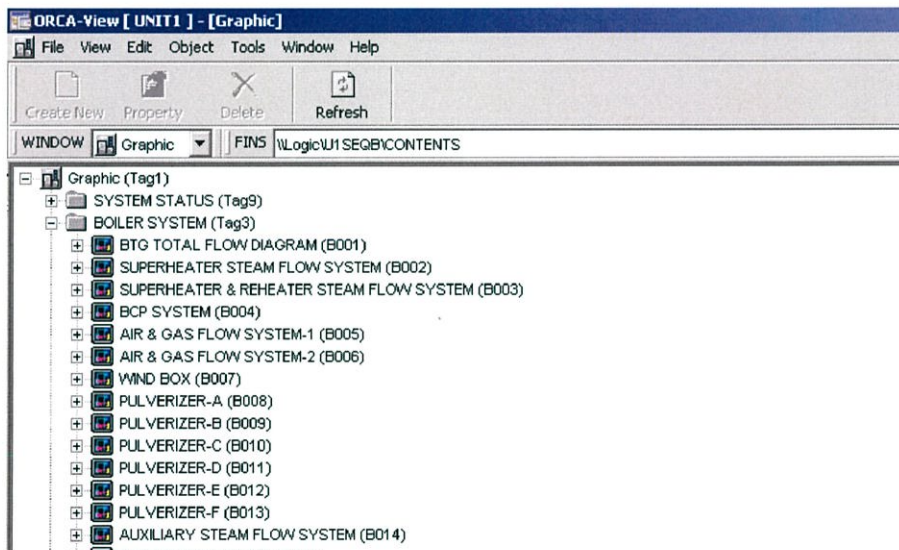 ORCA-View [ UNIT1 ] - [Graphic]
File View Edit Object Tools Window Help
Create New Property Delete Refresh
WINDOW Graphic FINS \\Logic\U1SEQB\CONTENTS
Graphic (Tag1)
SYSTEM STATUS (Tag9)
BOILER SYSTEM (Tag3)
BTG TOTAL FLOW DIAGRAM (B001)
SUPERHEATER STEAM FLOW SYSTEM (B002)
SUPERHEATER & REHEATER STEAM FLOW SYSTEM (B003)
BCP SYSTEM (B004)
AIR & GAS FLOW SYSTEM-1 (B005)
AIR & GAS FLOW SYSTEM-2 (B006)
WIND BOX (B007)
PULVERIZER-A (B008)
PULVERIZER-B (B009)
PULVERIZER-C (B010)
PULVERIZER-D (B011)
PULVERIZER-E (B012)
PULVERIZER-F (B013)
AUXILIARY STEAM FLOW SYSTEM (B014)